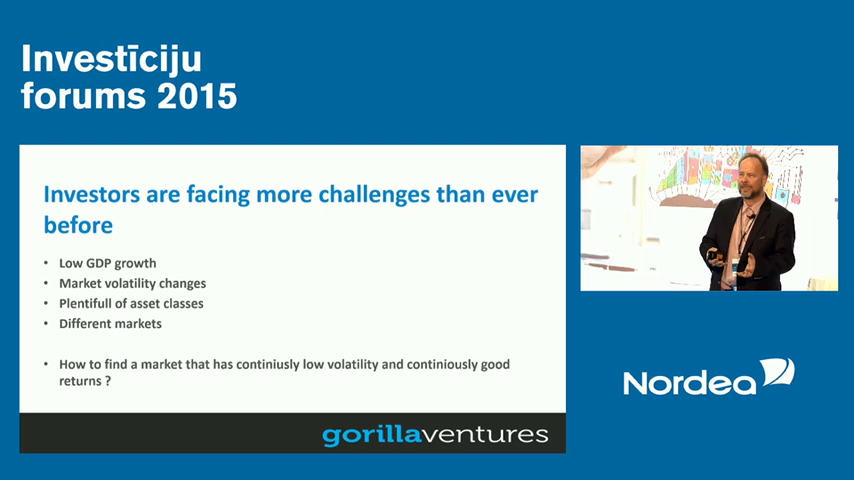 Investīciju
forums 2015
Investors are facing more challenges than ever
before
• Low GDP growth
• Market volatility changes
• Plentifull of asset classes
• Different markets
• How to find a market that has continiusly low volatility and continiously good
returns ?
gorillaventures
Nordea